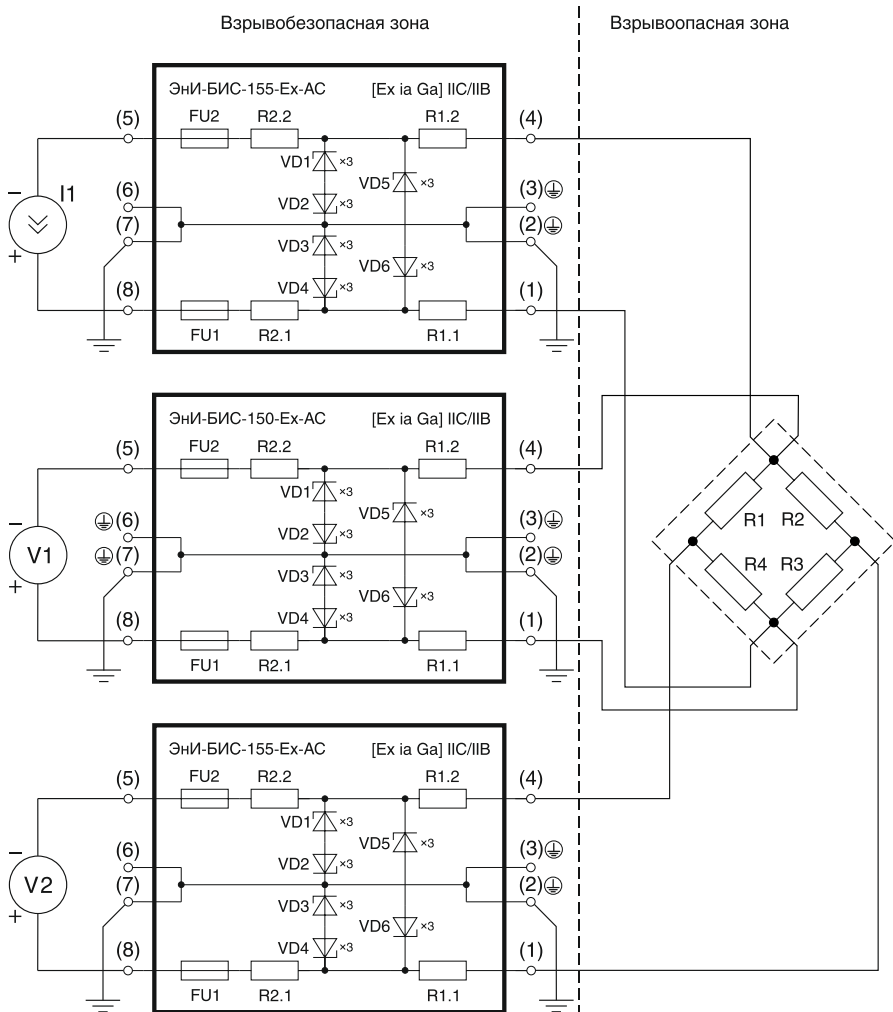 Взрывобезопасная зона Взрывоопасная зона
ЭнИ-БИС-155-Ex-AC [Ex ia Ga] IIC/IIB
(5) FU2 R2.2 R1.2 (4)
VD1 ×3
VD5 ×3
(6) (3)
– I1
VD2 ×3
(7) (2)
VD3 ×3
+
VD6 ×3
VD4 ×3
(8) (1)
FU1 R2.1 R1.1
ЭнИ-БИС-150-Ex-AC [Ex ia Ga] IIC/IIB
(5) FU2 R2.2 R1.2 (4)
VD1 ×3
VD5 ×3
(6) (3)
– V1
VD2 ×3
(7) (2)
VD3 ×3
+
VD6 ×3
VD4 ×3
(8) (1)
FU1 R2.1 R1.1
R1 R2
R4 R3
ЭнИ-БИС-155-Ex-AC [Ex ia Ga] IIC/IIB
(5) FU2 R2.2 R1.2 (4)
VD1 ×3
VD5 ×3
(6) (3)
– V2
VD2 ×3
(7) (2)
VD3 ×3
+
VD6 ×3
VD4 ×3
(8) (1)
FU1 R2.1 R1.1